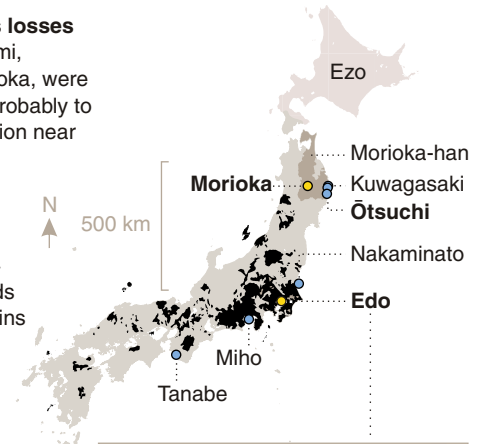 losses
mi,
oka, were
robably to
ion near
Ezo
Morioka-han
Morioka
Kuwagasaki
Ōtsuchi
N
500 km
Nakaminato
ds
ins
Edo
Miho
Tanabe